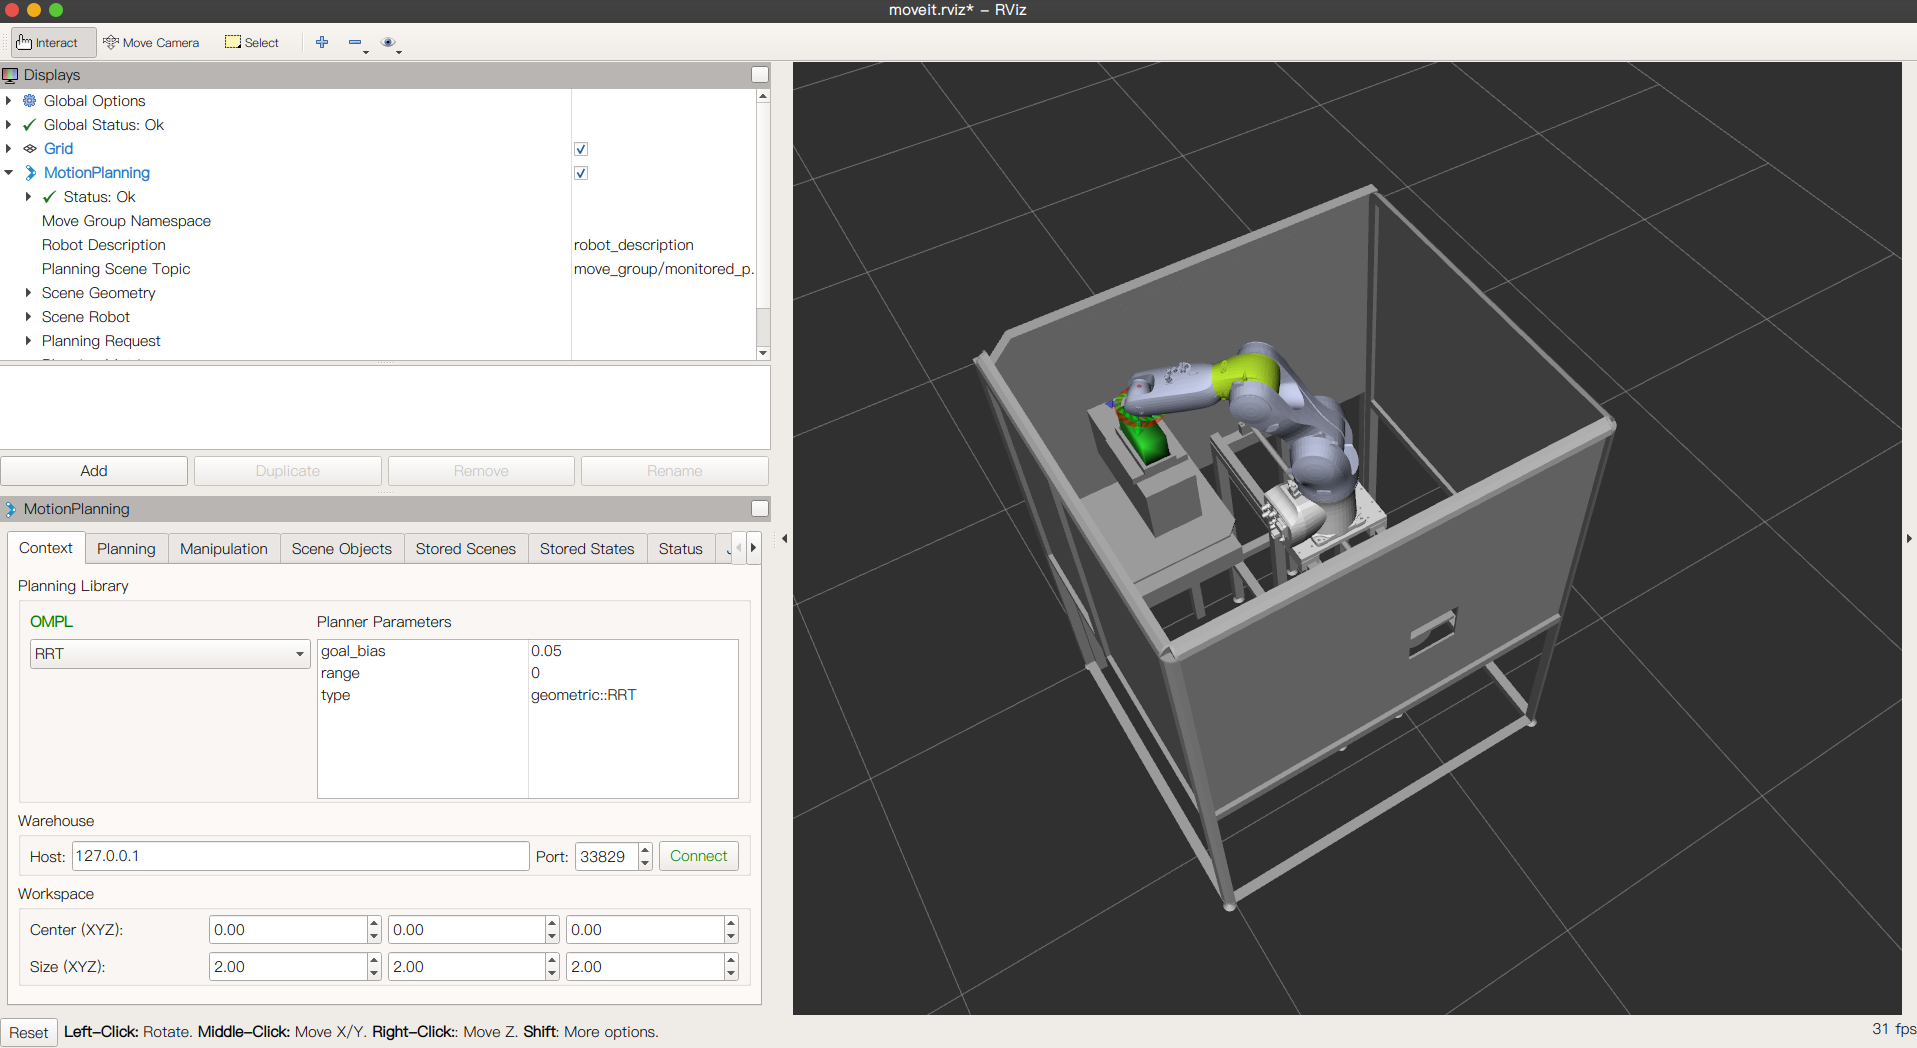 moveit.rviz* – RViz
Interact
Move Camera
Select
Displays
Global Options
Global Status: Ok
Grid
MotionPlanning
Status: Ok
Move Group Namespace
Robot Description robot_description
Planning Scene Topic move_group/monitored_p.
Scene Geometry
Scene Robot
Planning Request
Add Duplicate Remove Rename
MotionPlanning
Context Planning Manipulation Scene Objects Stored Scenes Stored States Status
Planning Library
OMPL
RRT
Planner Parameters
goal_bias 0.05
range 0
type geometric::RRT
Warehouse
Host: 127.0.0.1 Port: 33829 Connect
Workspace
Center (XYZ): 0.00 0.00 0.00
Size (XYZ): 2.00 2.00 2.00
Reset Left–Click: Rotate. Middle–Click: Move X/Y. Right–Click:: Move Z. Shift: More options.
31 fps